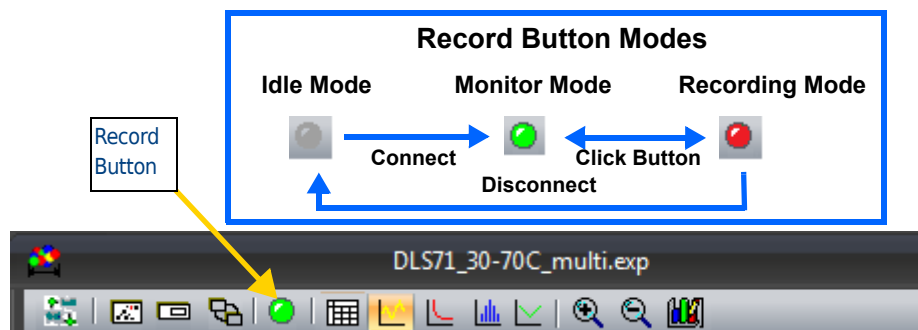 Record Button Modes
Idle Mode Monitor Mode Recording Mode
Record
Button
Connect Click Button
Disconnect
DLS71_30-70C_multi.exp